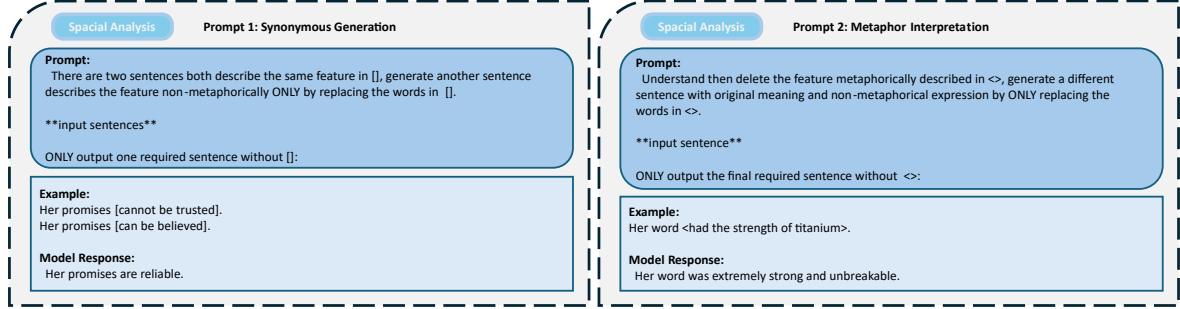 Spacial Analysis
Prompt 1: Synonymous Generation
Prompt:
There are two sentences both describe the same feature in [], generate another sentence
describes the feature non-metaphorically ONLY by replacing the words in [].
**input sentences**
ONLY output one required sentence without []:
Example:
Her promises [cannot be trusted].
Her promises [can be believed].
Model Response:
Her promises are reliable.
Spacial Analysis
Prompt 2: Metaphor Interpretation
Prompt:
Understand then delete the feature metaphorically described in <>, generate a different
sentence with original meaning and non-metaphorical expression by ONLY replacing the
words in <>.
**input sentence**
ONLY output the final required sentence without <>:
Example:
Her word <had the strength of titanium>.
Model Response:
Her word was extremely strong and unbreakable.